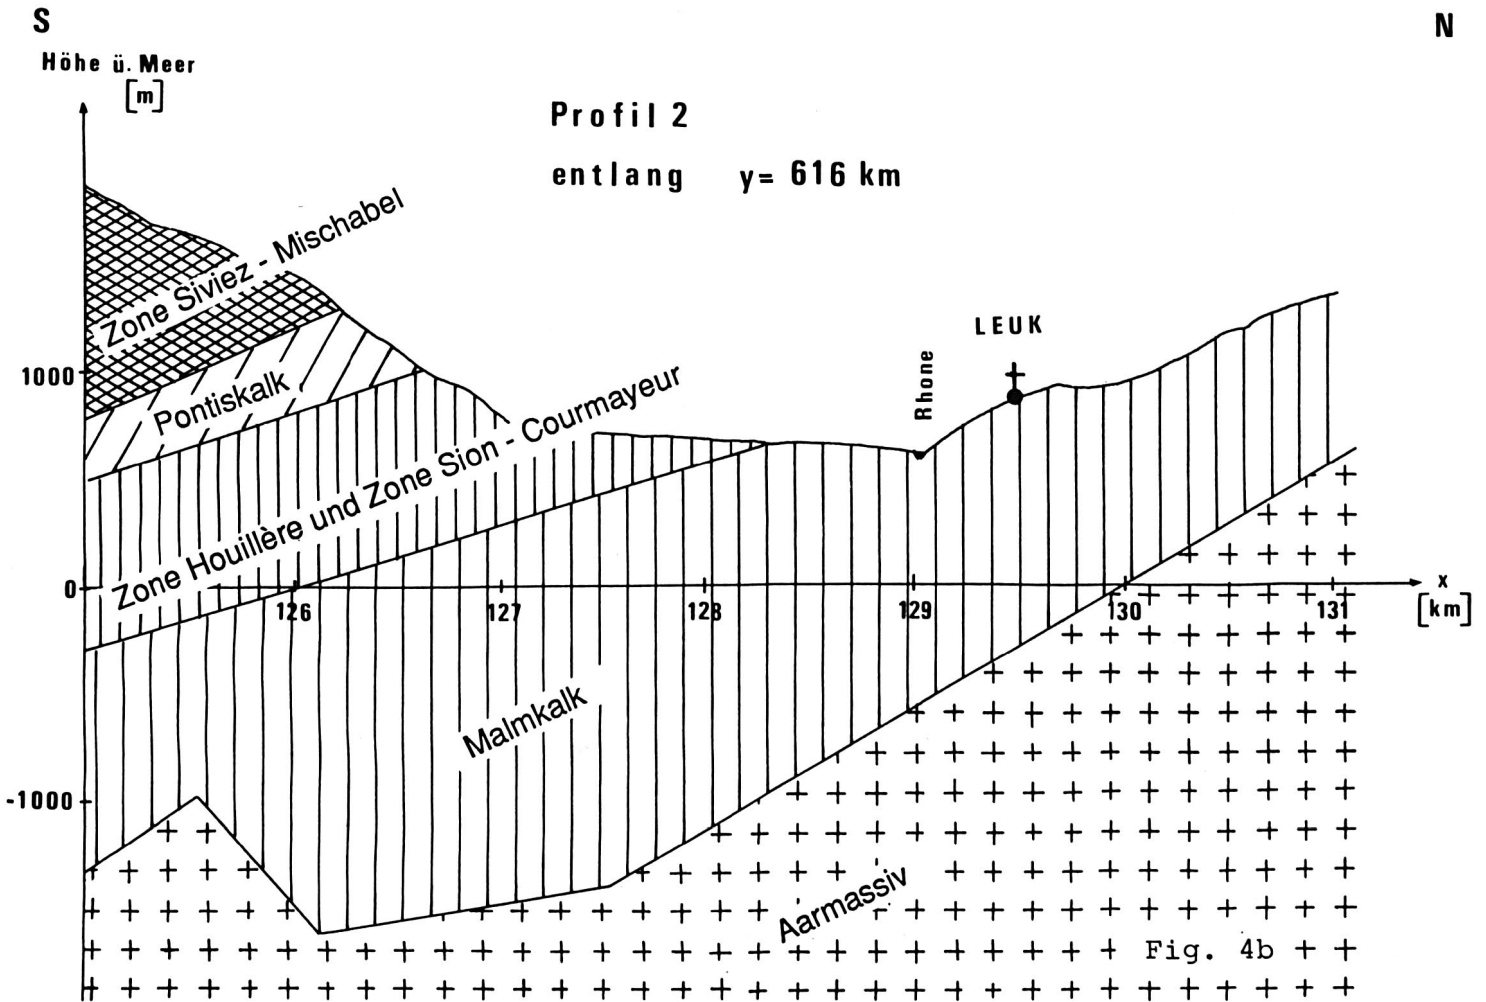 S
N
Höhe ü. Meer
[m]
Profil 2
entlang y= 616 km
Zone Siviez - Mischabel
LEUK
Rhone
1000
Pontiskalk
Zone Houillère und Zone Sion - Courmayeur
0
x
[km]
126
127
128
129
130
131
Malmkalk
-1000
Aarmassiv
Fig. 4b